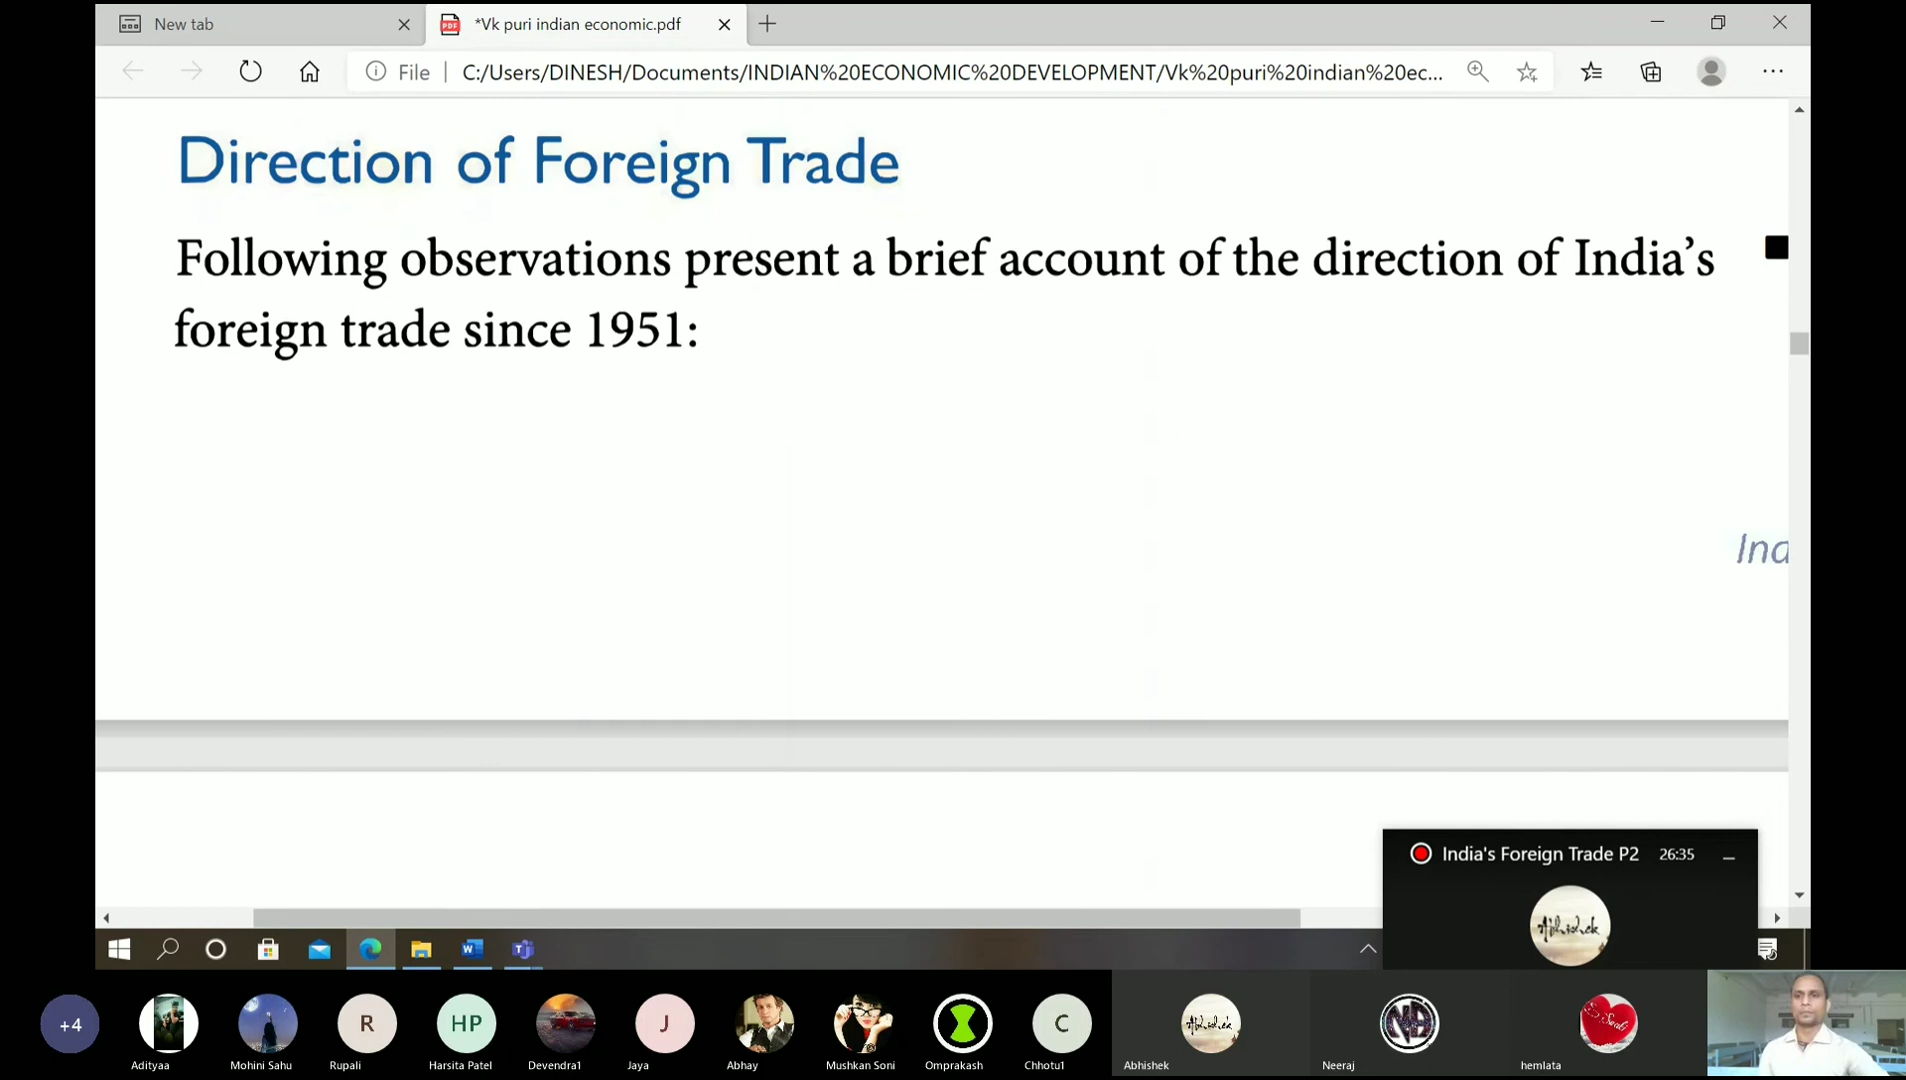 New tab
*Vk puri indian economic.pdf
File
C:/Users/DINESH/Documents/INDIAN%20ECONOMIC%20DEVELOPMENT/Vk%20puri%20indian%20ec...
Direction of Foreign Trade
Following observations present a brief account of the direction of India's
foreign trade since 1951:
Ind
India's Foreign Trade P2 26:35
Abhishek
+4
R
HP
J
C
Adityaa
Mohini Sahu
Rupali
Harsita Patel
Devendra1
Jaya
Abhay
Mushkan Soni
Omprakash
Chhotu1
Abhishek
Neeraj
hemlata